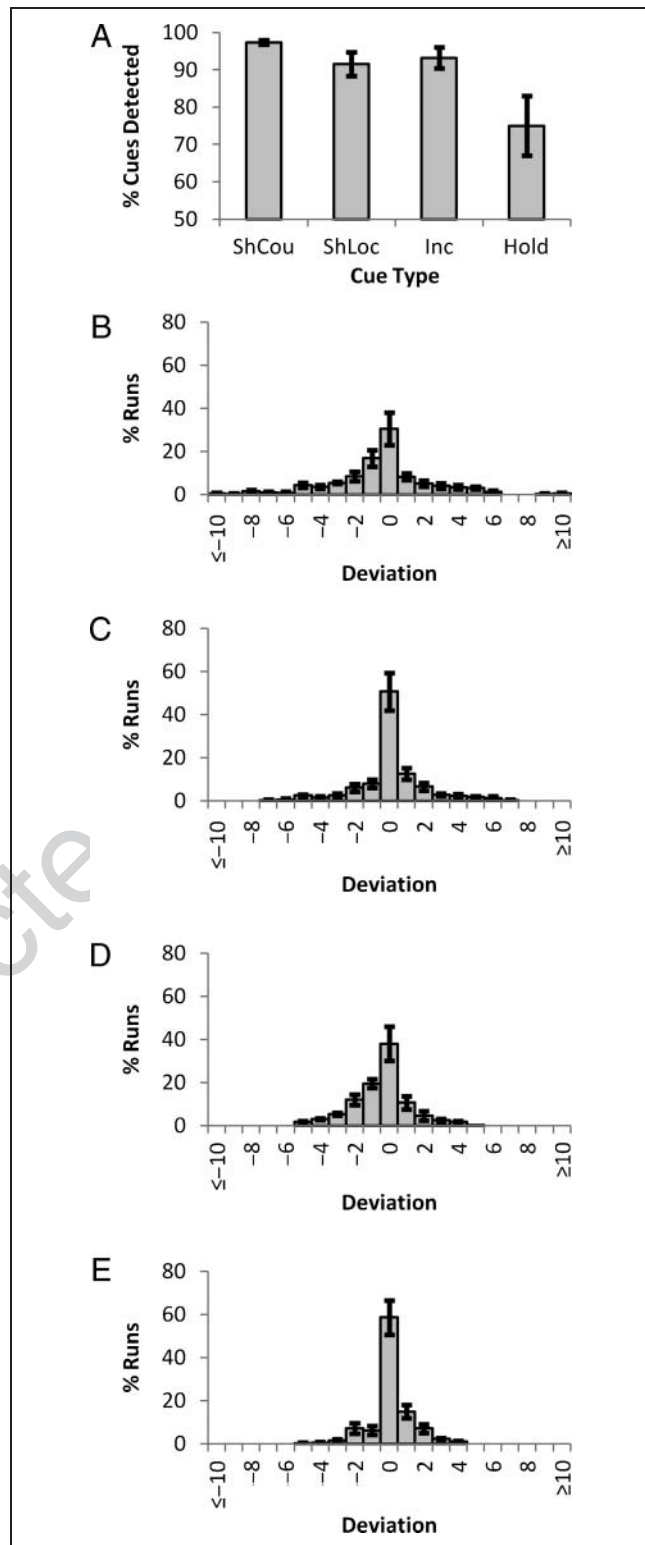 A
% Cues Detected
100
90
80
70
60
50
ShCou ShLoc Inc Hold
Cue Type
B
% Runs
80
60
40
20
0
≤−10 −8 −6 −4 −2 0 2 4 6 8 ≥10
Deviation
C
% Runs
80
60
40
20
0
≤−10 −8 −6 −4 −2 0 2 4 6 8 ≥10
Deviation
D
% Runs
80
60
40
20
0
≤−10 −8 −6 −4 −2 0 2 4 6 8 ≥10
Deviation
E
% Runs
80
60
40
20
0
≤−10 −8 −6 −4 −2 0 2 4 6 8 ≥10
Deviation
cte